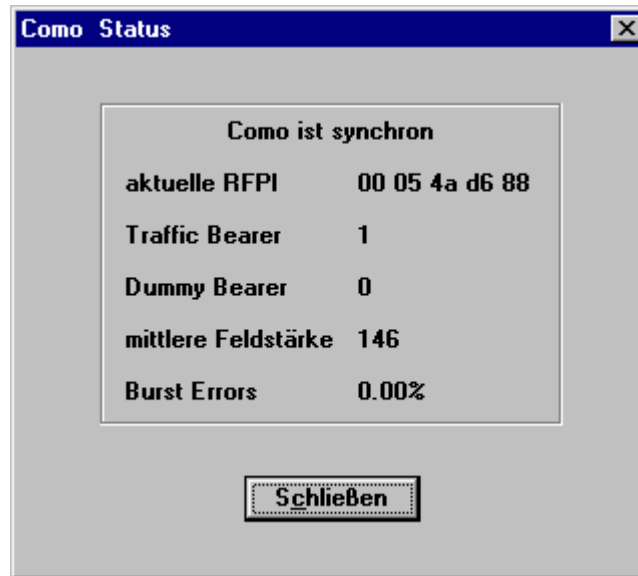 Como Status
Como ist synchron
aktuelle RFPI 00 05 4a d6 88
Traffic Bearer 1
Dummy Bearer 0
mittlere Feldstärke 146
Burst Errors 0.00%
Schließen